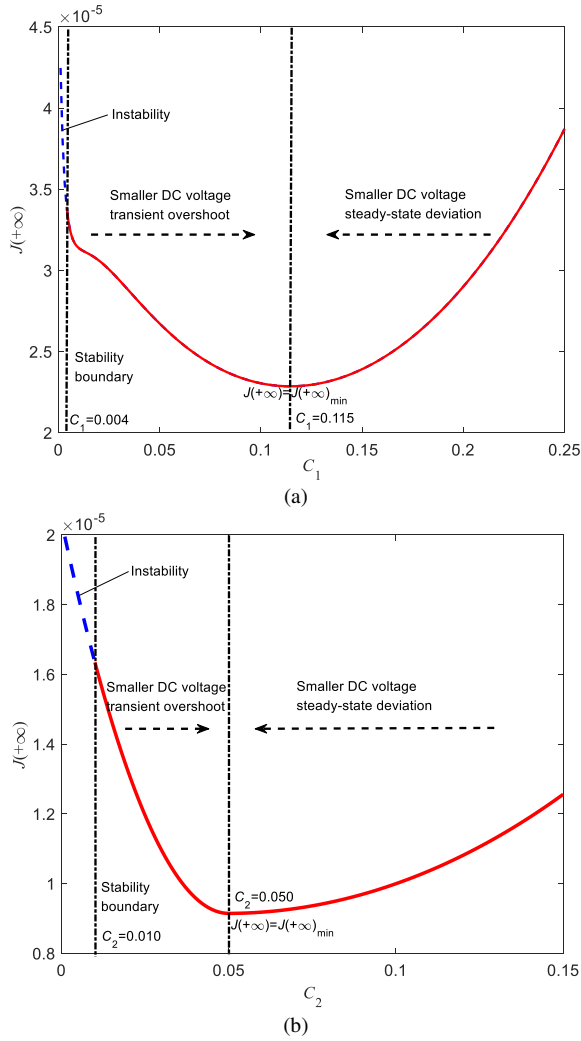 ×10⁻⁵
4.5
4
3.5
3
2.5
2
J(+∞)
Instability
Smaller DC voltage
transient overshoot
Smaller DC voltage
steady-state deviation
Stability
boundary
J(+∞)=J(+∞)min
C₁=0.004
C₁=0.115
0 0.05 0.1 0.15 0.2 0.25
C₁
(a)
×10⁻⁵
2
1.8
1.6
1.4
1.2
1
0.8
J(+∞)
Instability
Smaller DC voltage
transient overshoot
Smaller DC voltage
steady-state deviation
Stability
boundary
C₂=0.050
J(+∞)=J(+∞)min
C₂=0.010
0 0.05 0.1 0.15
C₂
(b)